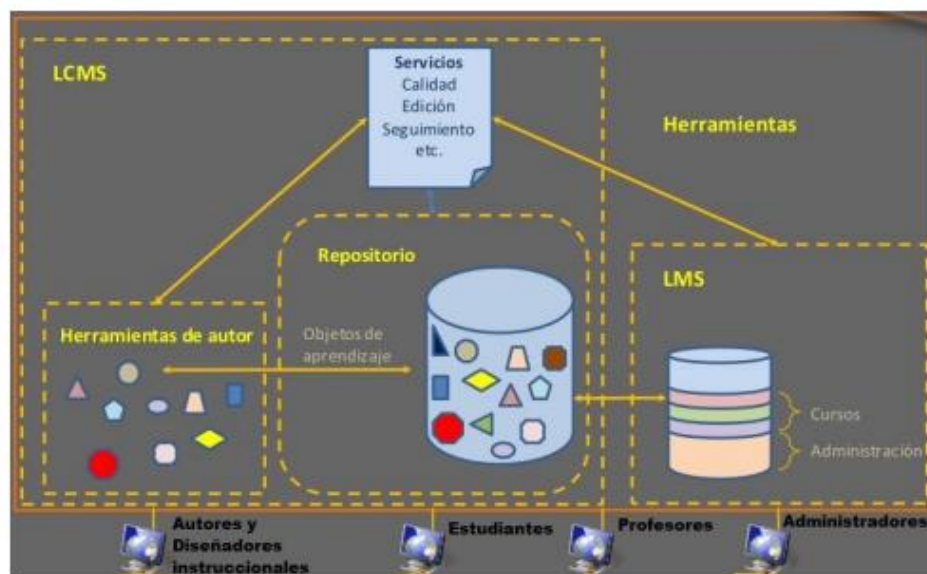 LCMS
Servicios
Calidad
Edición
Seguimiento
etc.
Herramientas
Repositorio
LMS
Herramientas de autor
Objetos de
aprendizaje
Cursos
Administración
Autores y
Diseñadores
instruccionales
Estudiantes
Profesores
Administradores